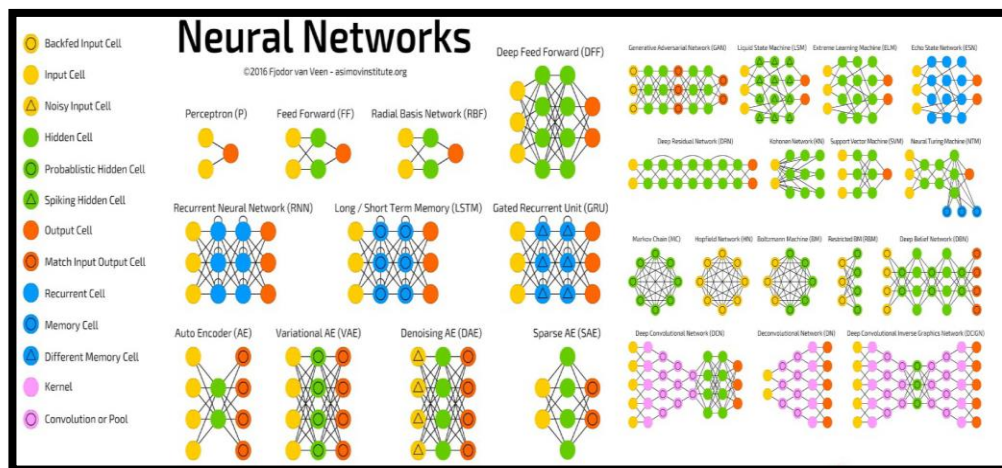 Neural Networks
©2016 Fjodor van Veen - asimovinstitute.org
Backfed Input Cell
Input Cell
Noisy Input Cell
Hidden Cell
Probablistic Hidden Cell
Spiking Hidden Cell
Output Cell
Match Input Output Cell
Recurrent Cell
Memory Cell
Different Memory Cell
Kernel
Convolution or Pool
Perceptron (P)
Feed Forward (FF)
Radial Basis Network (RBF)
Deep Feed Forward (DFF)
Recurrent Neural Network (RNN)
Long / Short Term Memory (LSTM)
Gated Recurrent Unit (GRU)
Auto Encoder (AE)
Variational AE (VAE)
Denoising AE (DAE)
Sparse AE (SAE)
Generative Adversarial Network (GAN)
Liquid State Machine (LSM)
Extreme Learning Machine (ELM)
Echo State Network (ESN)
Deep Residual Network (DRN)
Kohonen Network (KN)
Support Vector Machine (SVM)
Neural Turing Machine (NTM)
Markov Chain (MC)
Hopfield Network (HN)
Boltzmann Machine (BM)
Restricted BM (RBM)
Deep Belief Network (DBN)
Deep Convolutional Network (DCN)
Deconvolutional Network (DN)
Deep Convolutional Inverse Graphics Network (DCIGN)